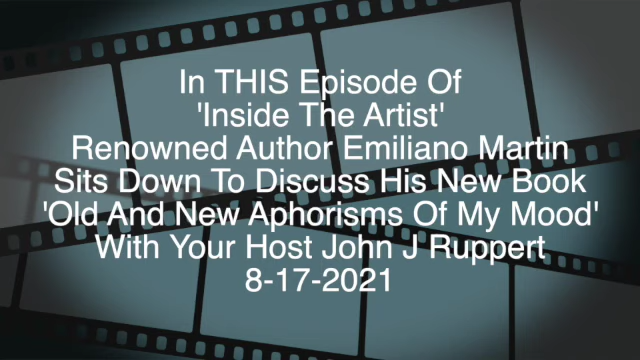 In THIS Episode Of
'Inside The Artist'
Renowned Author Emiliano Martin
Sits Down To Discuss His New Book
'Old And New Aphorisms Of My Mood'
With Your Host John J Ruppert
8-17-2021